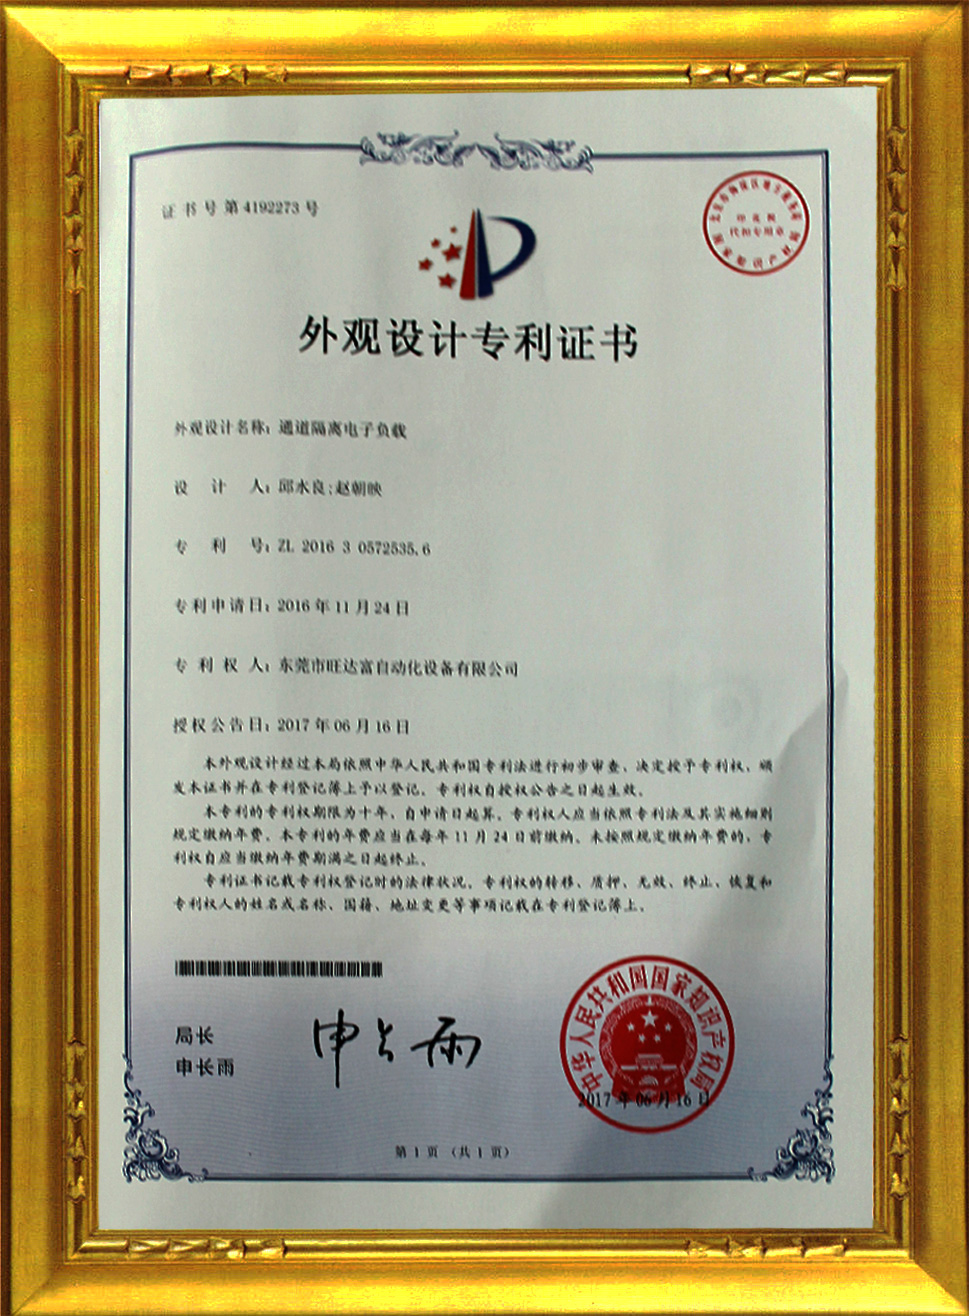 证书号第4192273号
外观设计专利证书
外观设计名称：通道隔离电子负载
设计人：邱水良;赵朝映
专利号：ZL 2016 3 0572535.6
专利申请日：2016年11月24日
专利权人：东莞市旺达富自动化设备有限公司
授权公告日：2017年06月16日
本外观设计经过本局依照中华人民共和国专利法进行初步审查，决定授予专利权，颁
发本证书并在专利登记簿上予以登记。专利权自授权公告之日起生效。
本专利的专利权期限为十年，自申请日起算。专利权人应当依照专利法及其实施细则
规定缴纳年费。本专利的年费应当在每年11月24日前缴纳。未按照规定缴纳年费的，专
利权自应当缴纳年费期满之日起终止。
专利证书记载专利权登记时的法律状况。专利权的转移、质押、无效、终止、恢复和
专利权人的姓名或名称、国籍、地址变更等事项记载在专利登记簿上。
局长
申长雨
申长雨
中华人民共和国国家知识产权局
2017年06月16日
第1页（共1页）